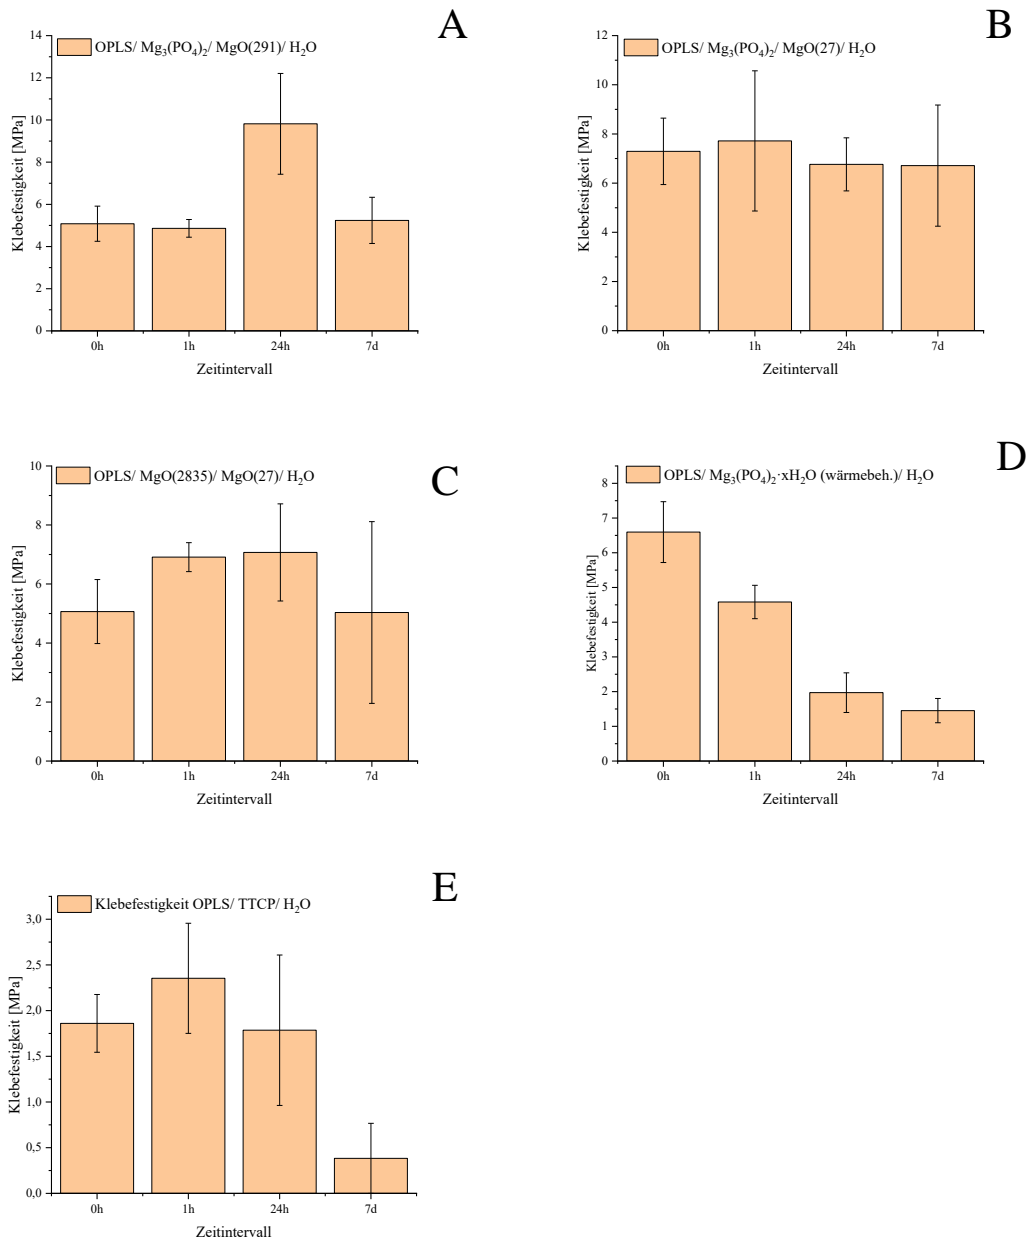 A
OPLS/ Mg₃(PO₄)₂/ MgO(291)/ H₂O
Klebefestigkeit [MPa]
14
12
10
8
6
4
2
0
0h 1h 24h 7d
Zeitintervall
B
OPLS/ Mg₃(PO₄)₂/ MgO(27)/ H₂O
Klebefestigkeit [MPa]
12
10
8
6
4
2
0
0h 1h 24h 7d
Zeitintervall
C
OPLS/ MgO(2835)/ MgO(27)/ H₂O
Klebefestigkeit [MPa]
10
8
6
4
2
0
0h 1h 24h 7d
Zeitintervall
D
OPLS/ Mg₃(PO₄)₂·xH₂O (wärmebeh.)/ H₂O
Klebefestigkeit [MPa]
8
7
6
5
4
3
2
1
0
0h 1h 24h 7d
Zeitintervall
E
Klebefestigkeit OPLS/ TTCP/ H₂O
Klebefestigkeit [MPa]
3,0
2,5
2,0
1,5
1,0
0,5
0,0
0h 1h 24h 7d
Zeitintervall